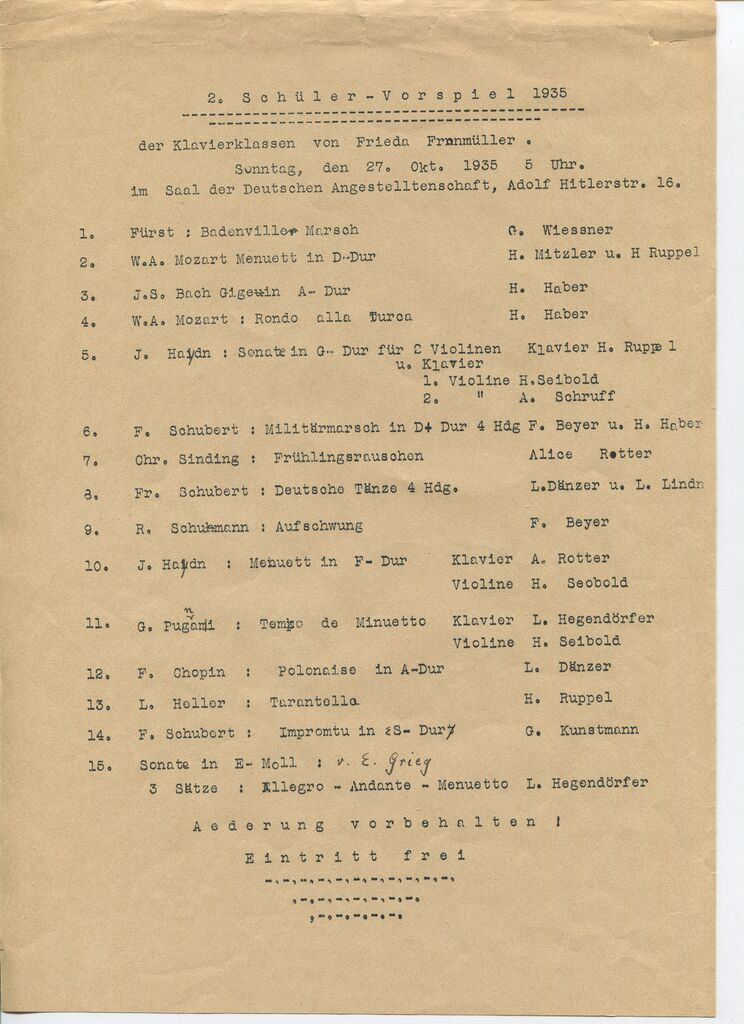 2. Schüler-Vorspiel 1935
der Klavierklassen von Frieda Fronmüller.
Sonntag, den 27. Okt. 1935 5 Uhr.
im Saal der Deutschen Angestelltenschaft, Adolf Hitlerstr. 16.
1. Fürst : Badenviller Marsch G. Wiessner
2. W.A. Mozart Menuett in D-Dur H. Mitzler u. H Ruppel
3. J.S. Bach Gige in A- Dur H. Haber
4. W.A. Mozart : Rondo alla Turca H. Haber
5. J. Haydn : Sonate in G- Dur für 2 Violinen Klavier H. Ruppel
u. Klavier
1. Violine H.Seibold
2. " A. Schruff
6. F. Schubert : Militärmarsch in D+ Dur 4 Hdg F. Beyer u. H. Haber
7. Chr. Sinding : Frühlingsrauschen Alice Rotter
8. Fr. Schubert : Deutsche Tänze 4 Hdg. L.Dänzer u. L. Lindn
9. R. Schuhmann : Aufschwung F. Beyer
10. J. Haydn : Menuett in F- Dur Klavier A. Rotter
Violine H. Seobold
11. G. Pugnani : Tempo de Minuetto Klavier L. Hegendörfer
Violine H. Seibold
12. F. Chopin : Polonaise in A-Dur L. Dänzer
13. L. Heller : Tarantella H. Ruppel
14. F. Schubert : Impromtu in ES- Dur G. Kunstmann
15. Sonate in E- Moll : v. E. Grieg
3 Sätze : Allegro - Andante - Menuetto L. Hegendörfer
Aederung vorbehalten !
Eintritt frei